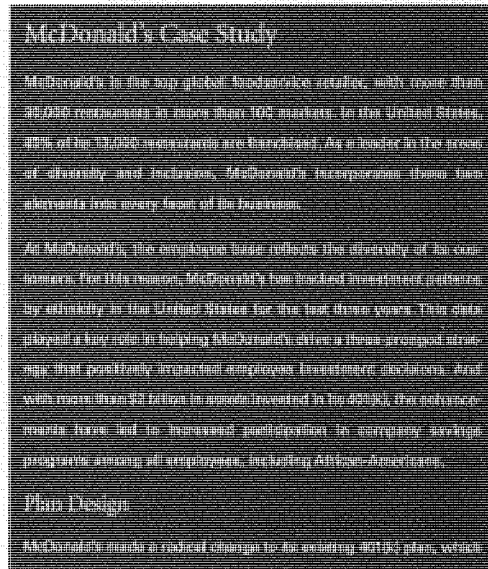 McDonald's Case Study
McDonald's is the top global foodservice retailer, with more than
restaurants in more than 100 markets. In the United States,
of the restaurants are franchised. As a leader in the areas
of diversity and inclusion, McDonald's incorporates these two
elements into every facet of its business.
At McDonald's, the employee base reflects the diversity of its cus-
tomers. For this reason, McDonald's has tracked investment patterns
by ethnicity in the United States for the last three years. This data
played a key role in helping McDonald's drive a three-pronged strat-
egy that positively impacted employee investment decisions. And
with more than billion in assets invested in its 401(k), the enhance-
ments have led to increased participation in company savings
programs among all employees, including African-Americans.
Plan Design
McDonald's made a radical change to its existing 401(k) plan, which